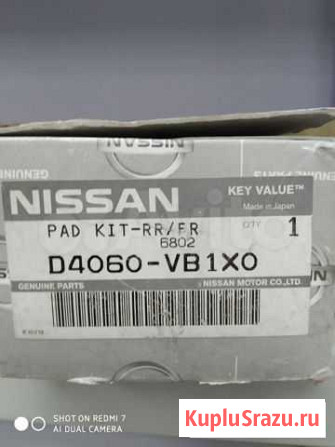 NISSAN
NISSAN
KEY VALUE™
Made in Japan
PAD KIT-RR/FR
QTY 1
6802
D4060-VB1X0
GENUINE PARTS
NISSAN MOTOR CO.,LTD.
SHOT ON REDMI 7
AI DUAL CAMERA
KupluSrazu.ru